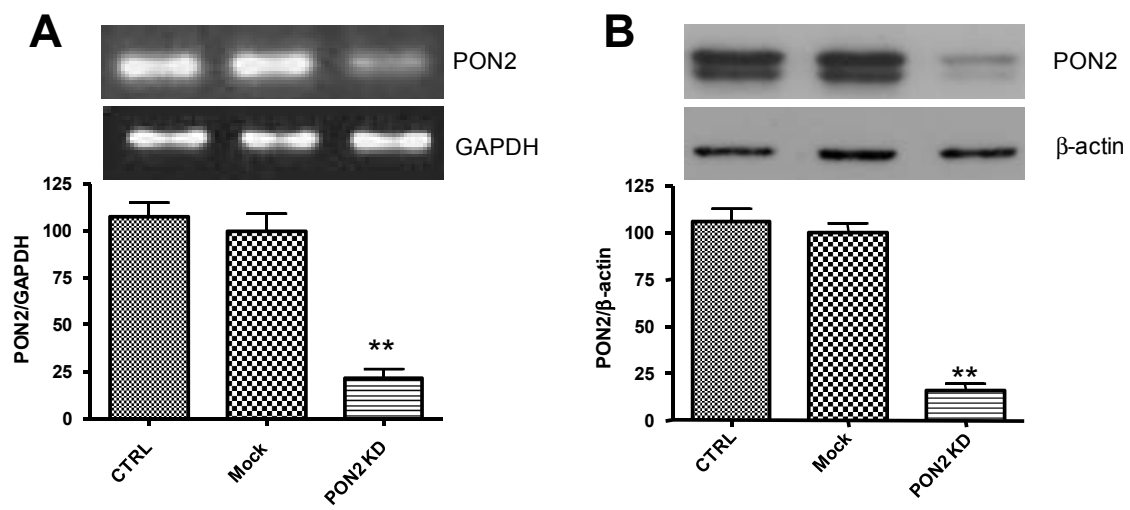 A
PON2
GAPDH
125
100
75
50
25
0
PON2/GAPDH
**
CTRL
Mock
PON2 KD
B
PON2
β-actin
125
100
75
50
25
0
PON2/β-actin
**
CTRL
Mock
PON2 KD